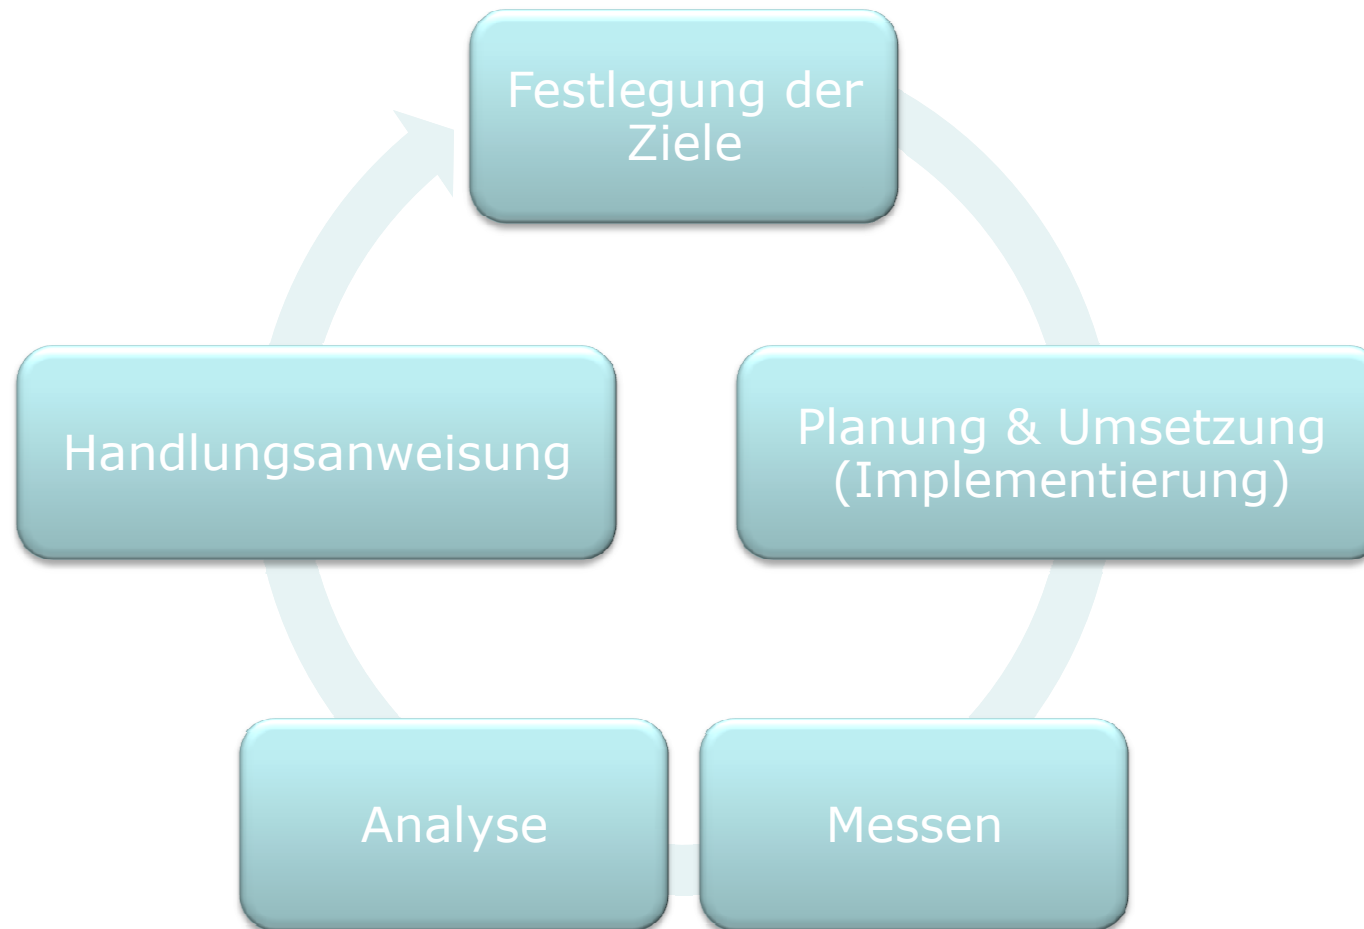 Festlegung der
Ziele
Planung & Umsetzung
(Implementierung)
Messen
Analyse
Handlungsanweisung